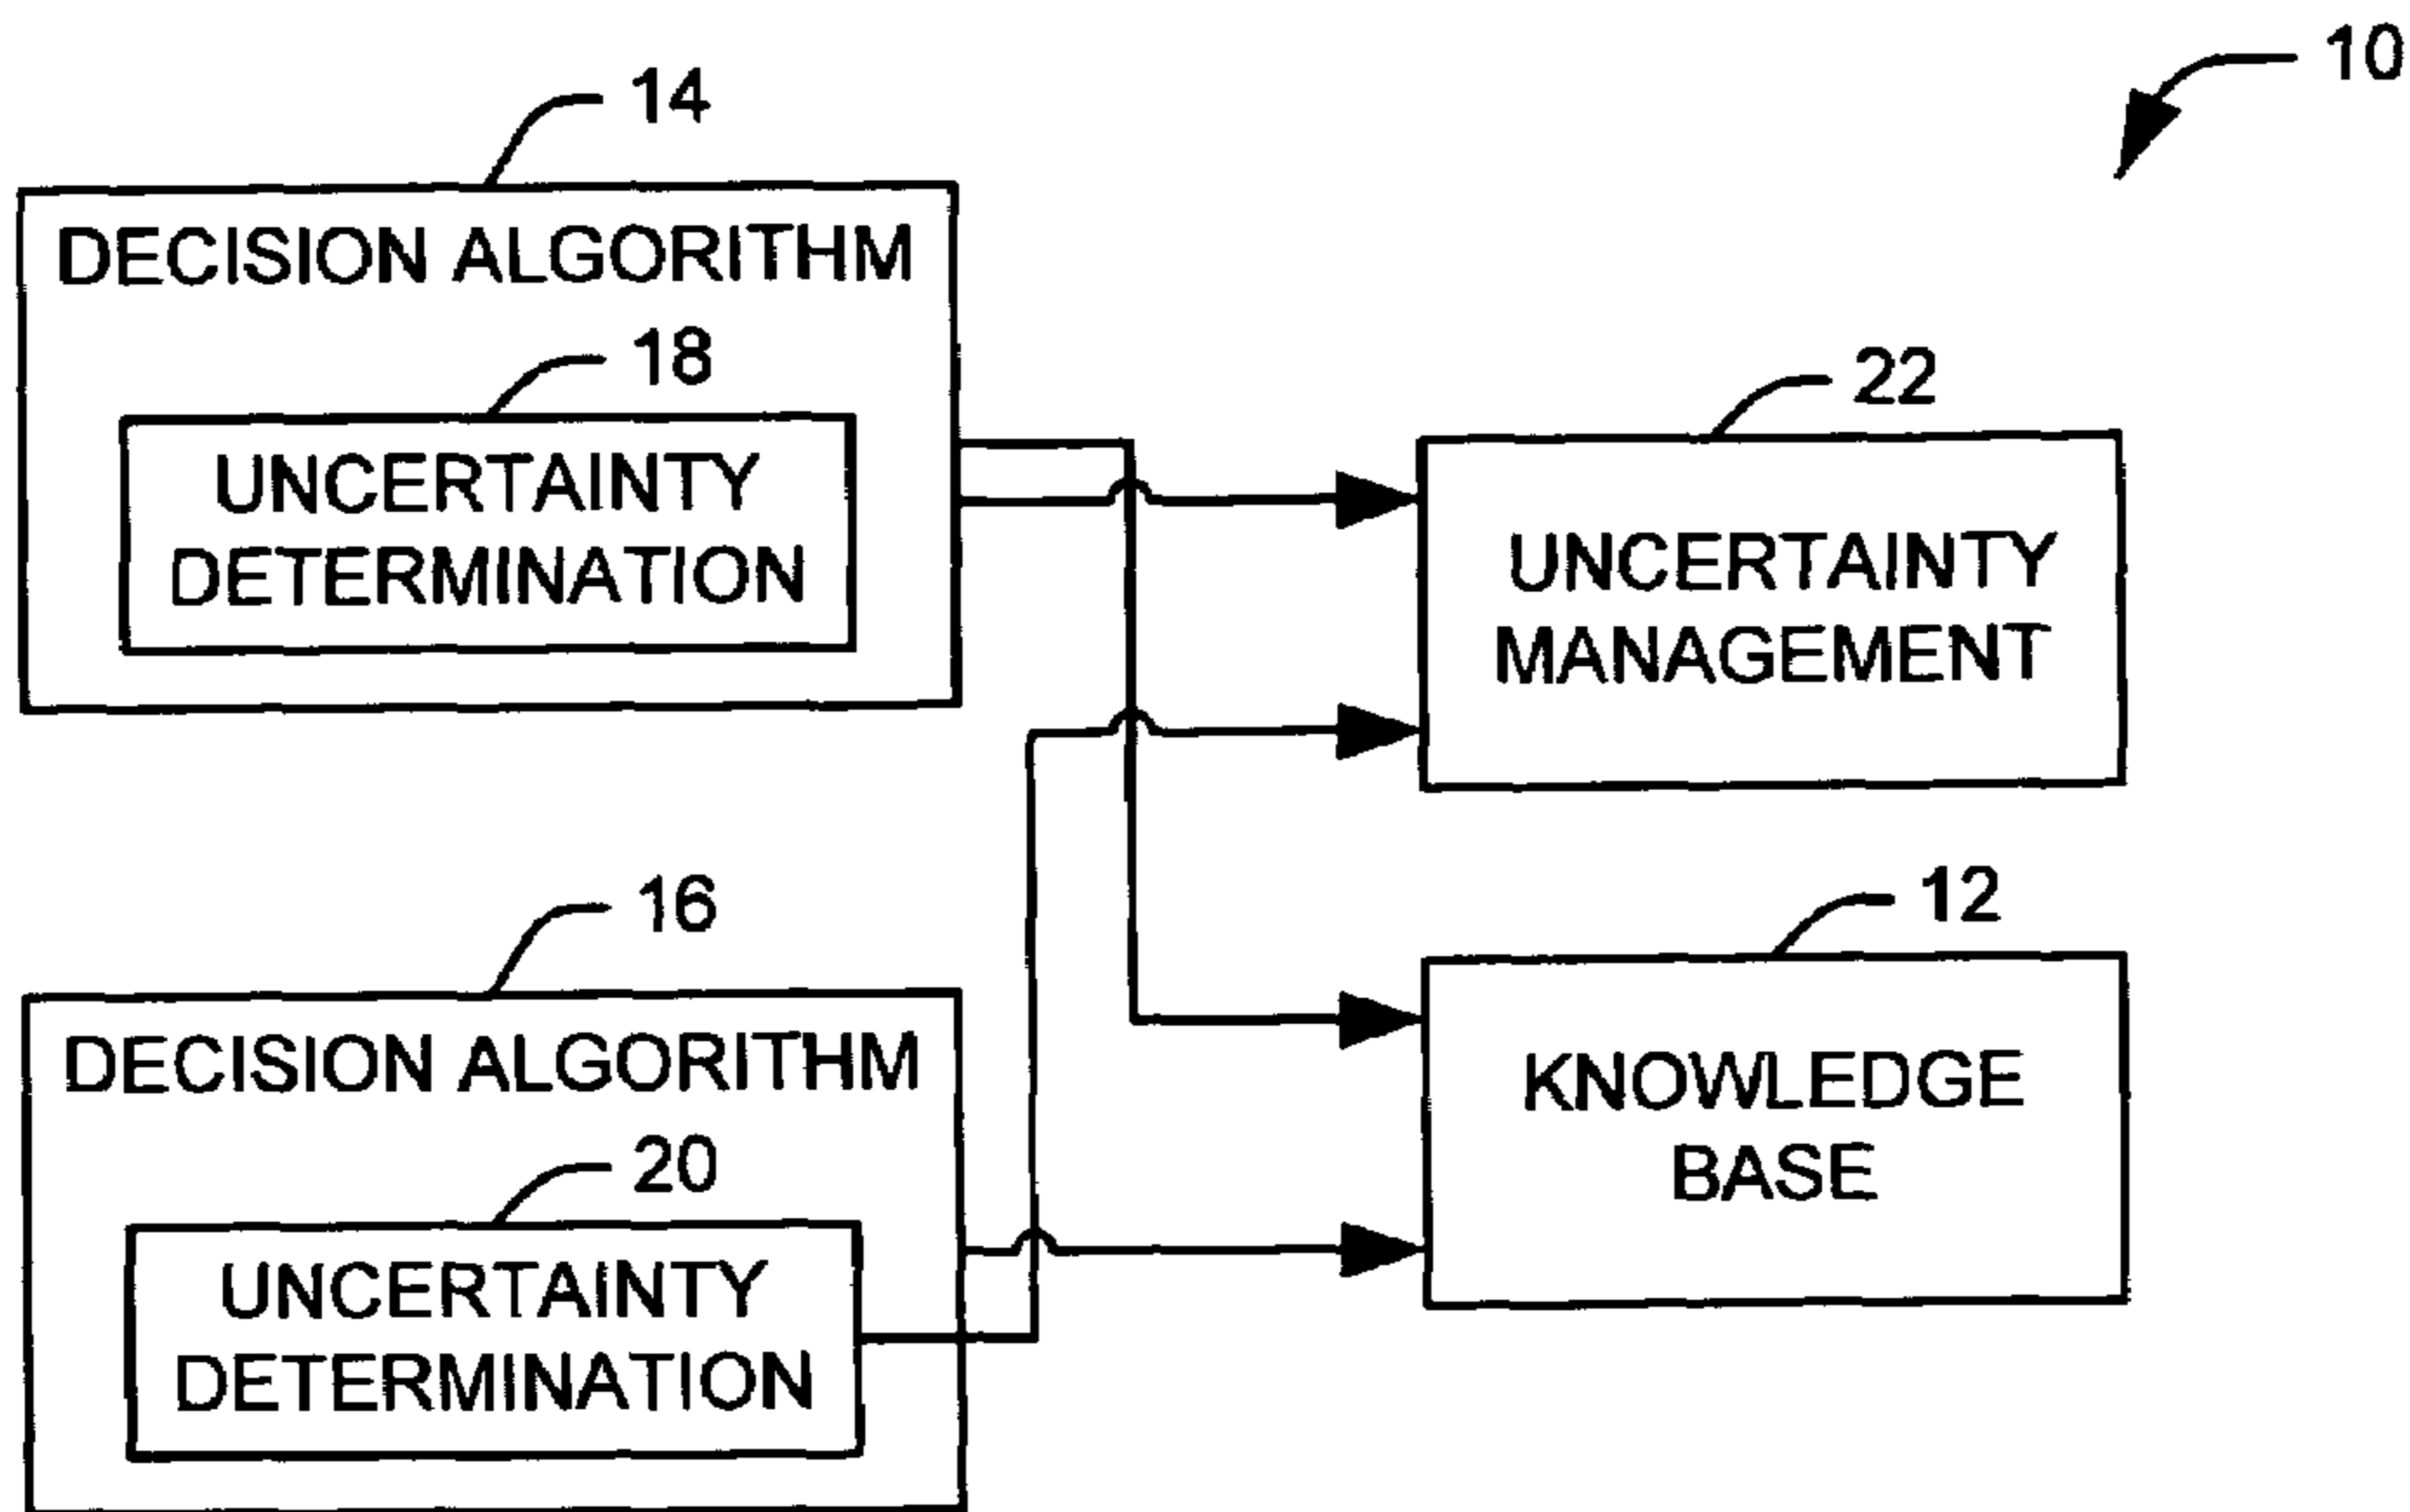 10
14
DECISION ALGORITHM
18
UNCERTAINTY
DETERMINATION
22
UNCERTAINTY
MANAGEMENT
16
DECISION ALGORITHM
20
UNCERTAINTY
DETERMINATION
12
KNOWLEDGE
BASE